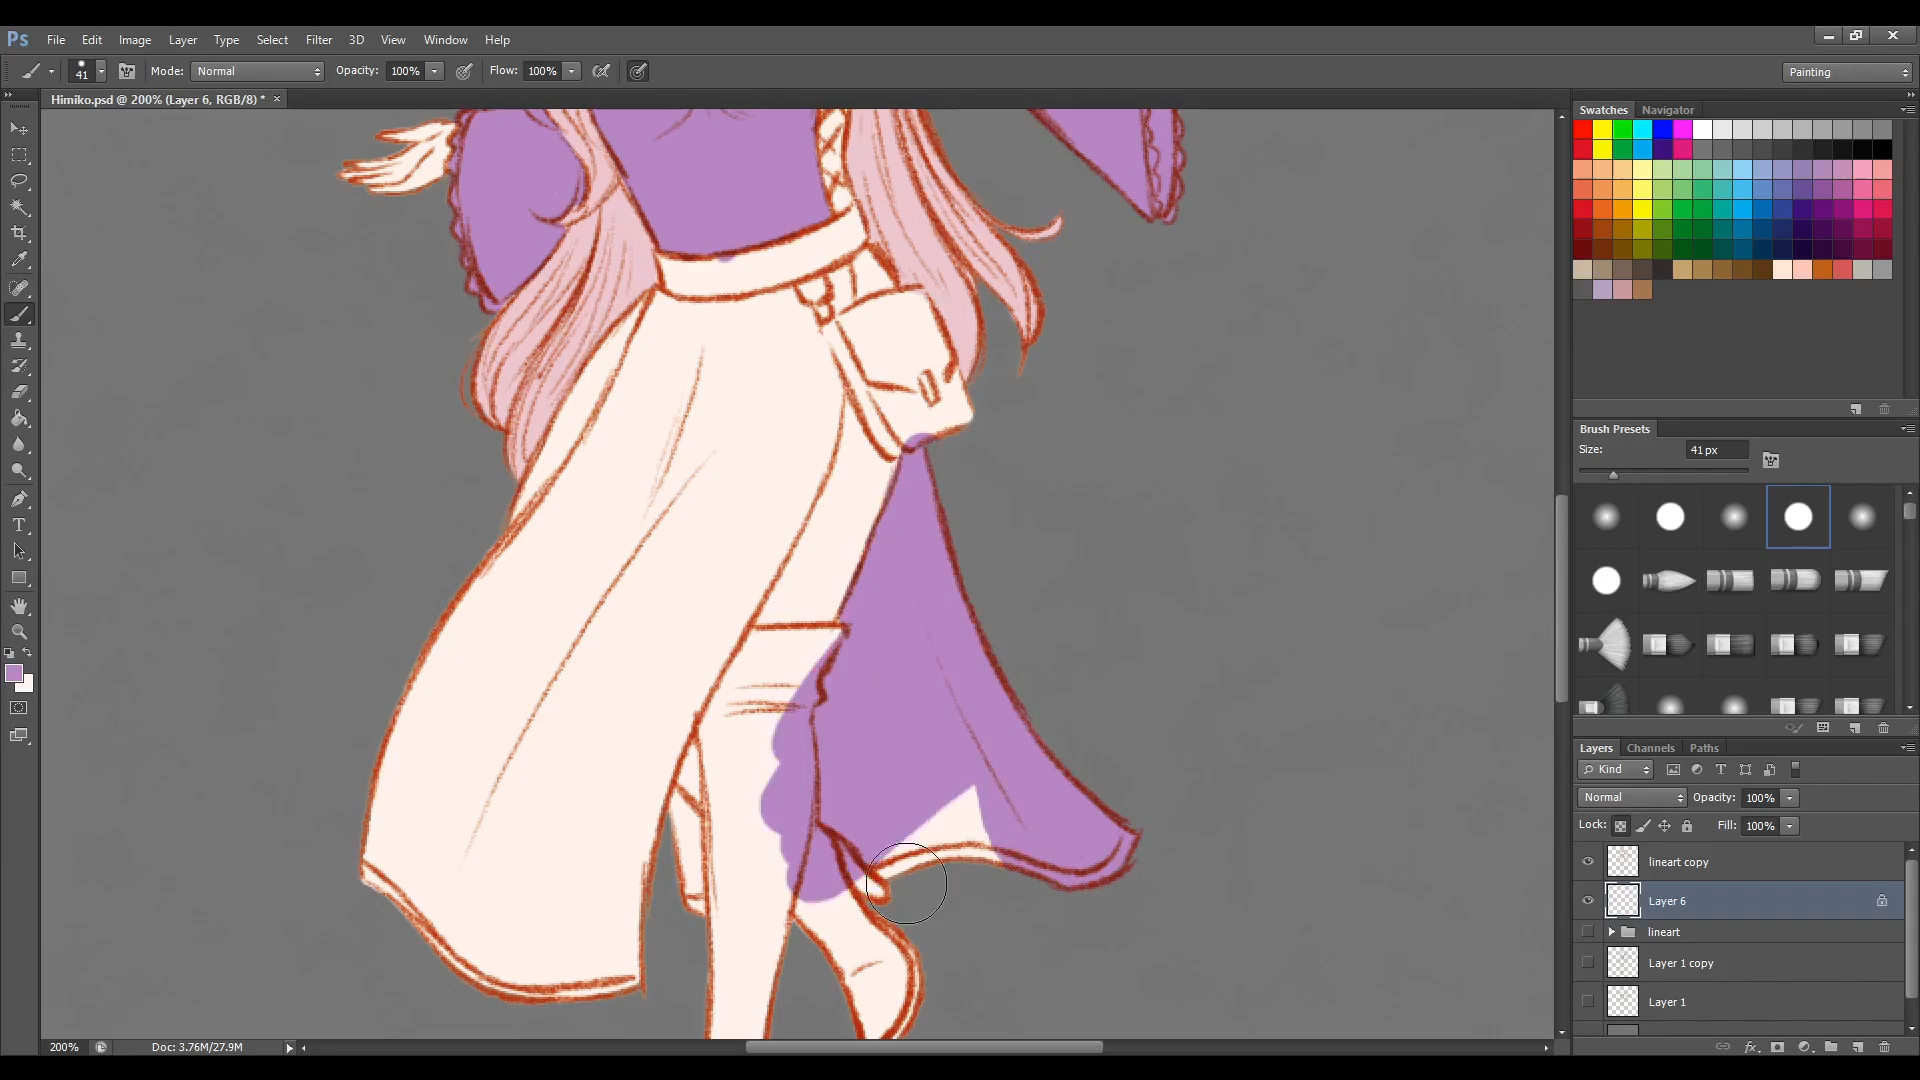 Ps File Edit Image Layer Type Select Filter 3D View Window Help
41 Mode: Normal Opacity: 100% Flow: 100% Painting
Himiko.psd @ 200% (Layer 6, RGB/8) * ×
Swatches Navigator
Brush Presets
Size: 41 px
Layers Channels Paths
Kind
Normal Opacity: 100%
Lock: Fill: 100%
lineart copy
Layer 6
lineart
Layer 1 copy
Layer 1
200% Doc: 3.76M/27.9M